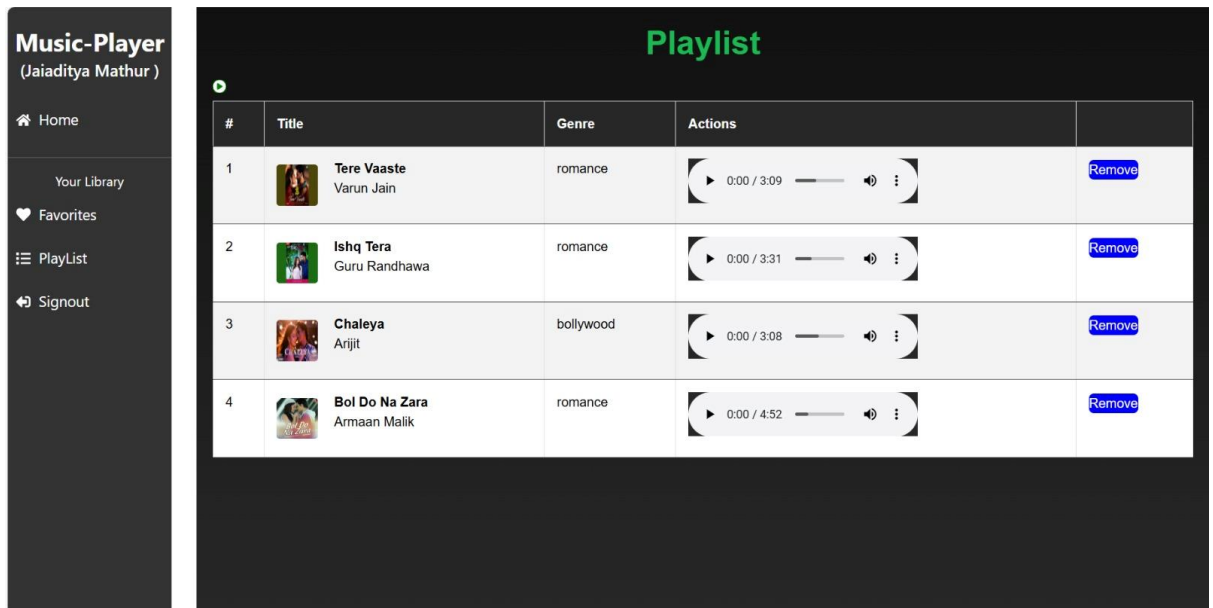 Music-Player
(Jaiaditya Mathur )
Home
Your Library
Favorites
PlayList
Signout
Playlist
# Title Genre Actions
1 Tere Vaaste romance 0:00 / 3:09 Remove
Varun Jain
2 Ishq Tera romance 0:00 / 3:31 Remove
Guru Randhawa
3 Chaleya bollywood 0:00 / 3:08 Remove
Arijit
4 Bol Do Na Zara romance 0:00 / 4:52 Remove
Armaan Malik